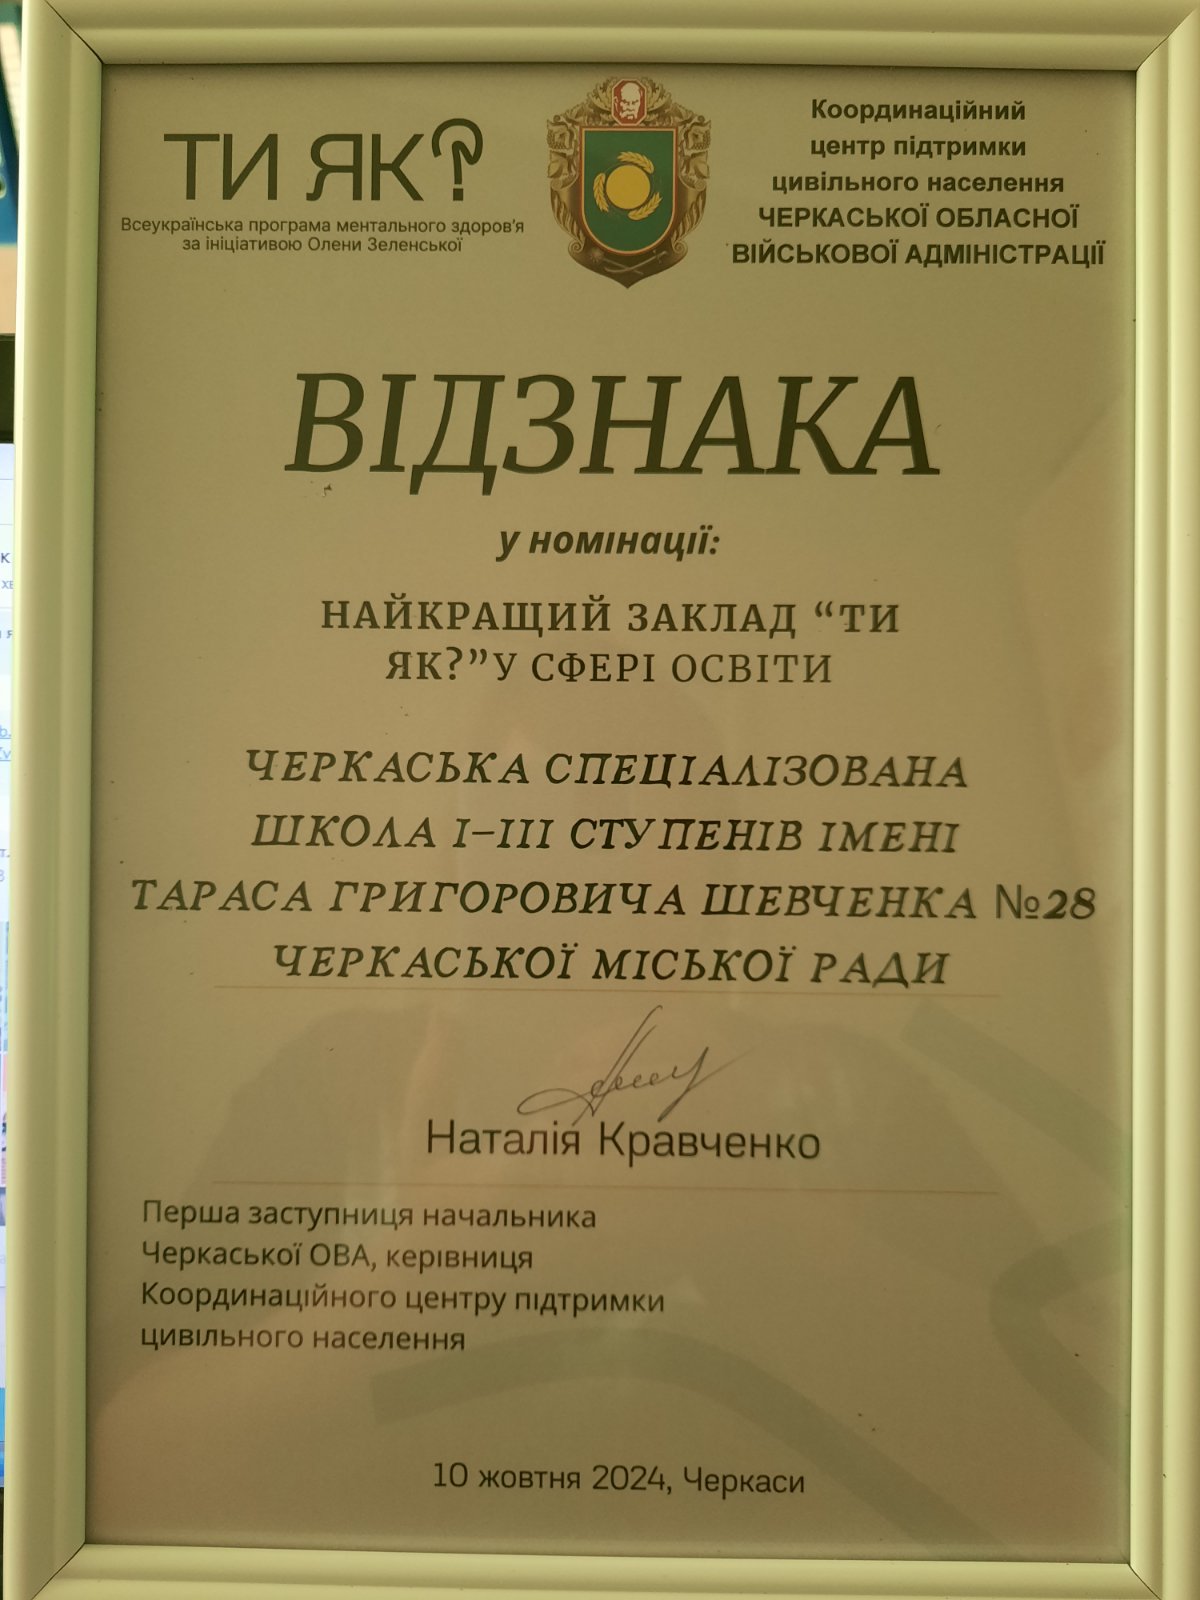 ТИ ЯК?
Всеукраїнська програма ментального здоров'я
за ініціативою Олени Зеленської
Координаційний
центр підтримки
цивільного населення
ЧЕРКАСЬКОЇ ОБЛАСНОЇ
ВІЙСЬКОВОЇ АДМІНІСТРАЦІЇ
ВІДЗНАКА
у номінації:
НАЙКРАЩИЙ ЗАКЛАД “ТИ
ЯК?”У СФЕРІ ОСВІТИ
ЧЕРКАСЬКА СПЕЦІАЛІЗОВАНА
ШКОЛА І–ІІІ СТУПЕНІВ ІМЕНІ
ТАРАСА ГРИГОРОВИЧА ШЕВЧЕНКА №28
ЧЕРКАСЬКОЇ МІСЬКОЇ РАДИ
Наталія Кравченко
Перша заступниця начальника
Черкаської ОВА, керівниця
Координаційного центру підтримки
цивільного населення
10 жовтня 2024, Черкаси